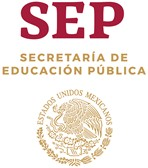 SEP
SECRETARÍA DE
EDUCACIÓN PÚBLICA
ESTADOS UNIDOS MEXICANOS